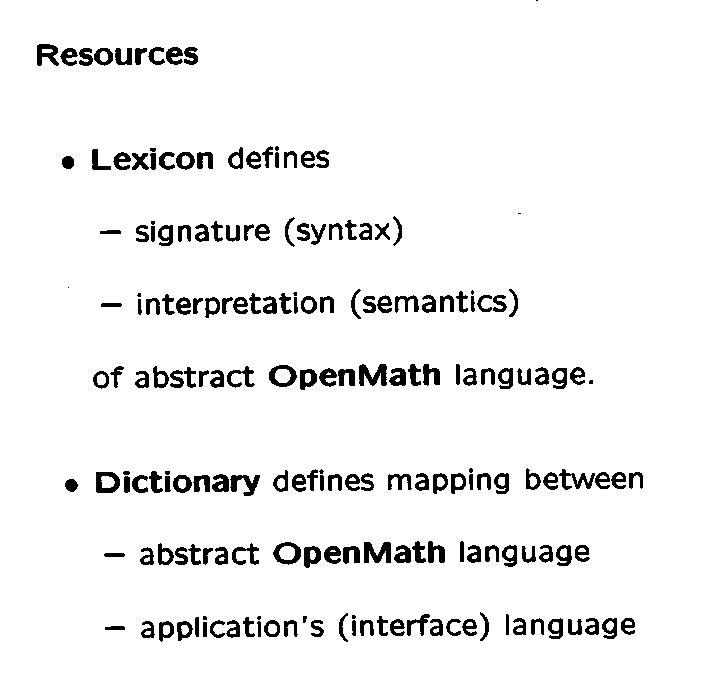 Resources
• Lexicon defines
— signature (syntax)
— interpretation (semantics)
of abstract OpenMath language.
• Dictionary defines mapping between
— abstract OpenMath language
— application's (interface) language